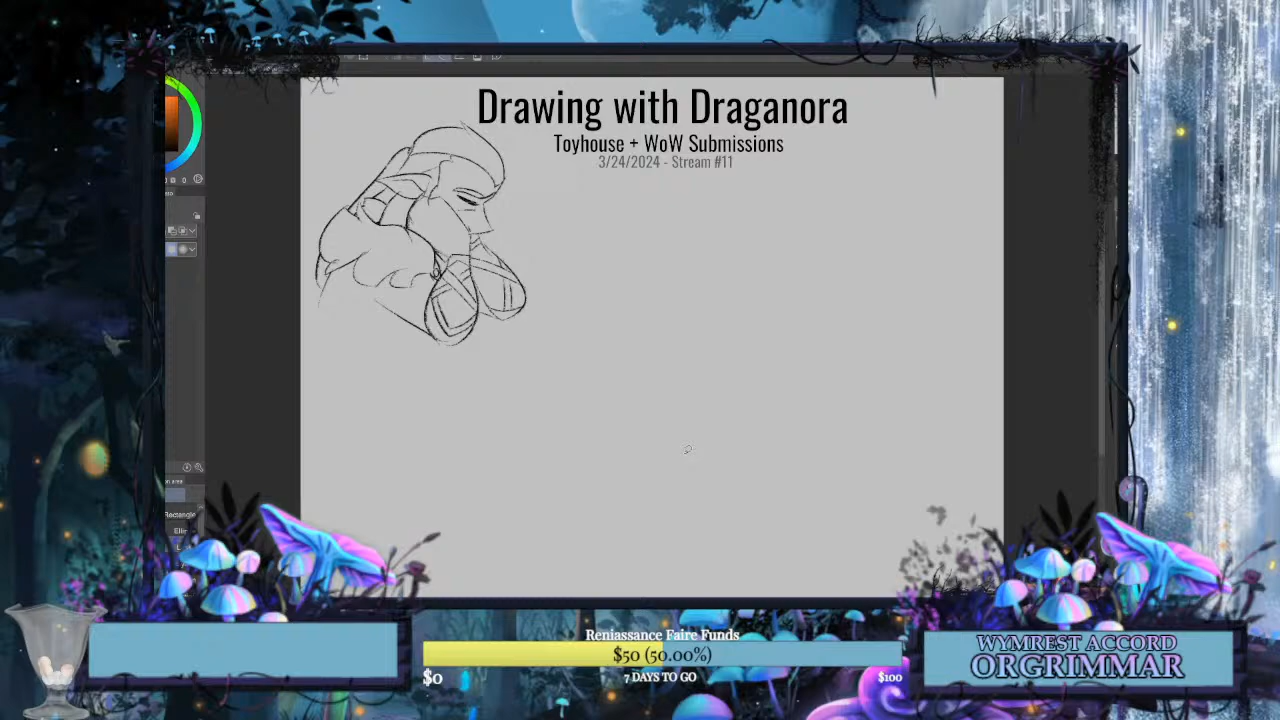 Drawing with Draganora
Toyhouse + WoW Submissions
3/24/2024 - Stream #11
Rectangle
Reniassance Faire Funds
$50 (50.00%)
$0
7 DAYS TO GO
$100
WYMREST ACCORD
ORGRIMMAR